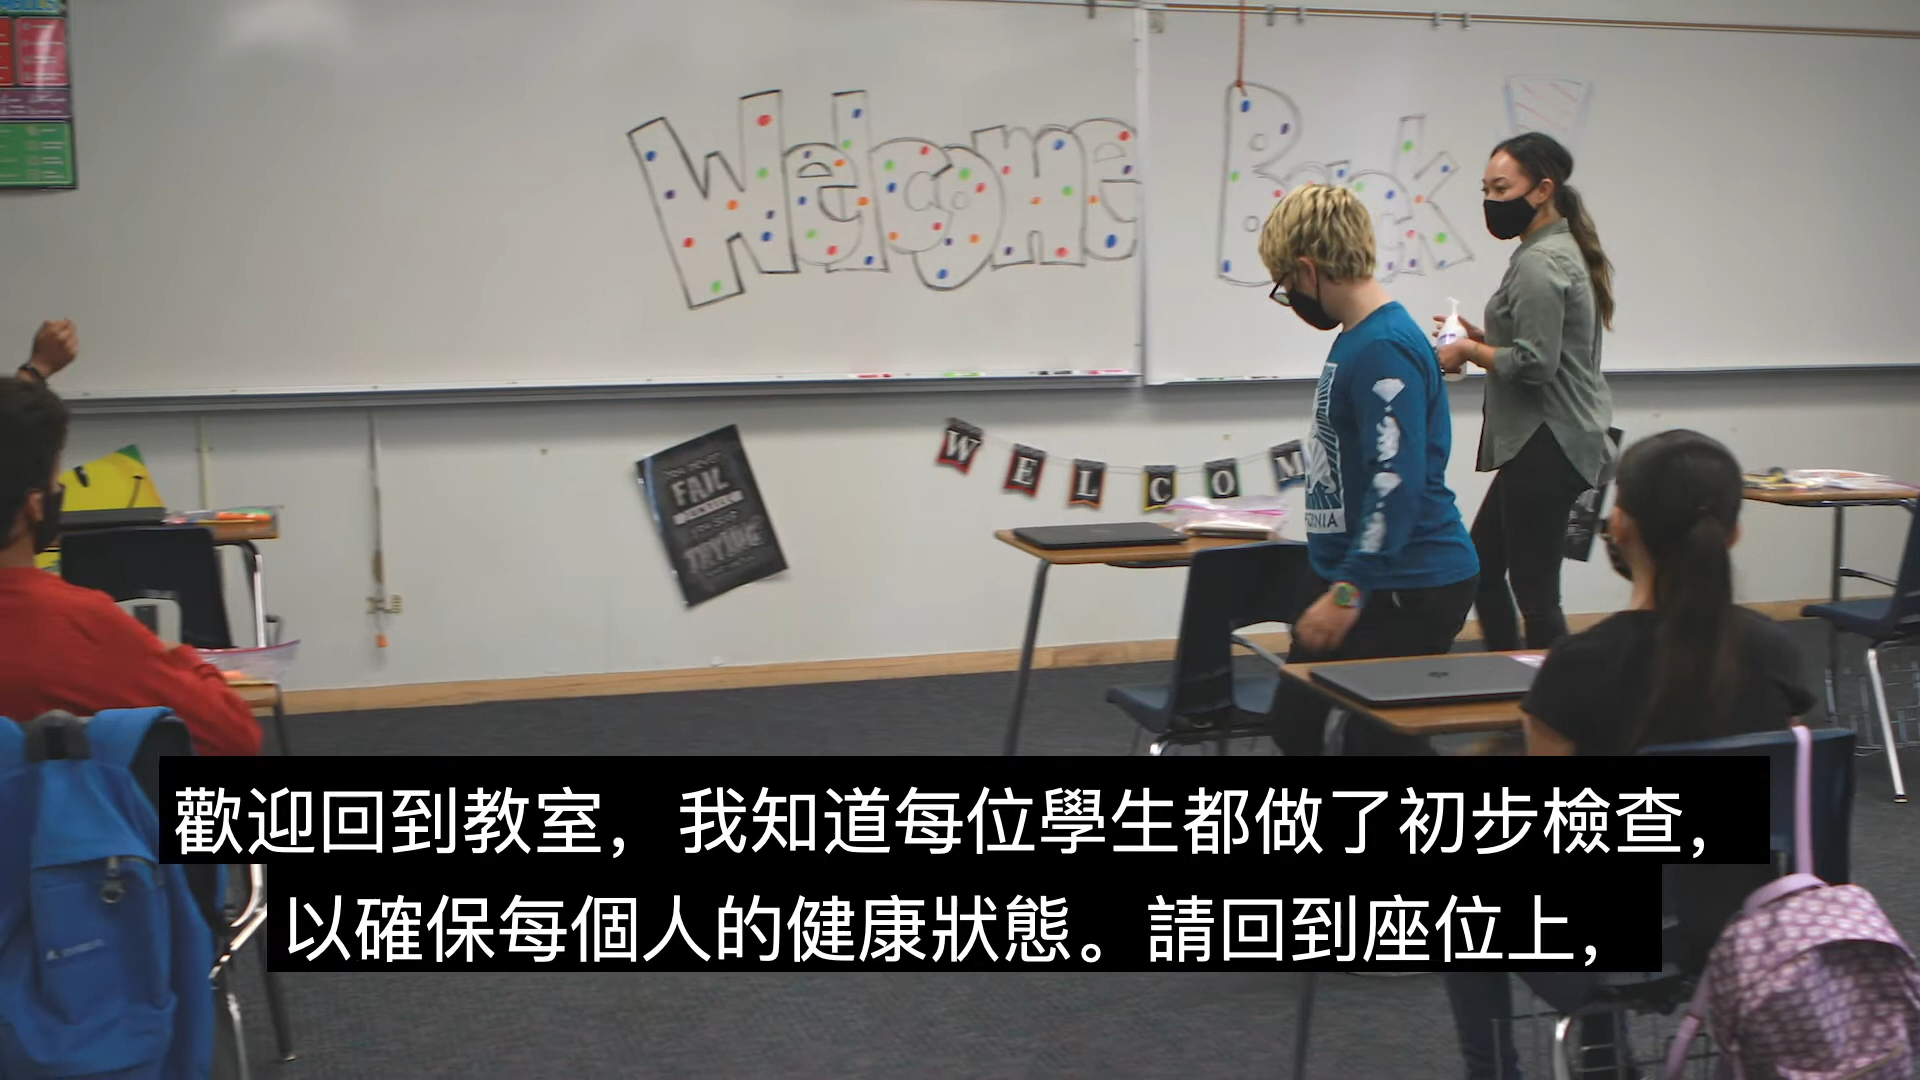 Welcome Back
FAIL
TRYING
WELCOM
歡迎回到教室，我知道每位學生都做了初步檢查，
以確保每個人的健康狀態。請回到座位上，